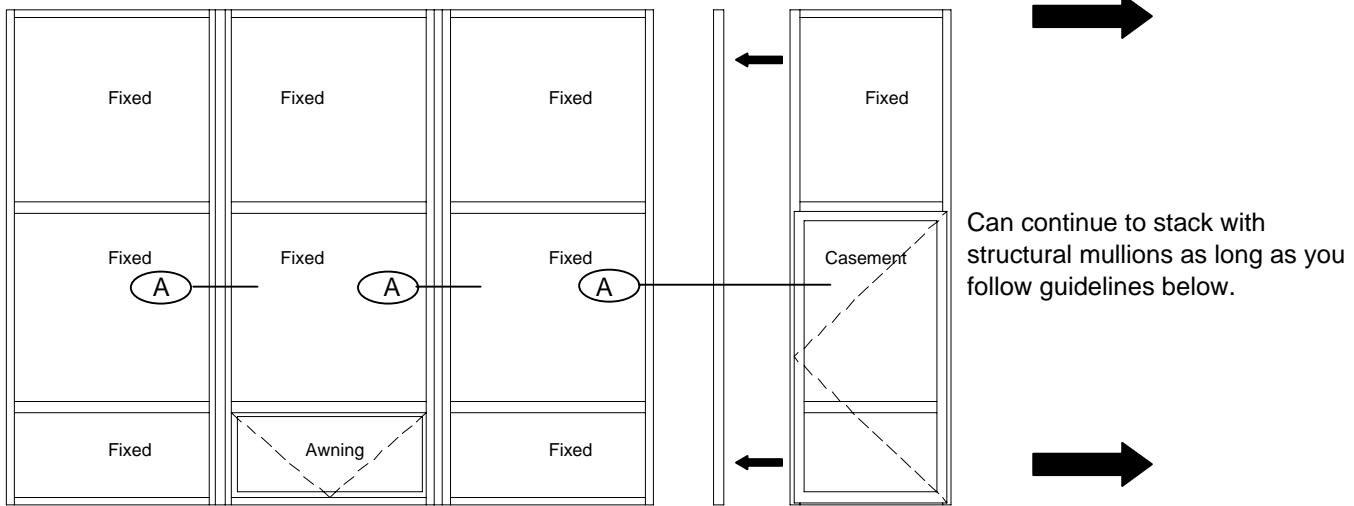 Fixed
Fixed
Fixed
Fixed
Fixed
Fixed
Fixed
Casement
A
A
A
Can continue to stack with
structural mullions as long as you
follow guidelines below.
Fixed
Awning
Fixed